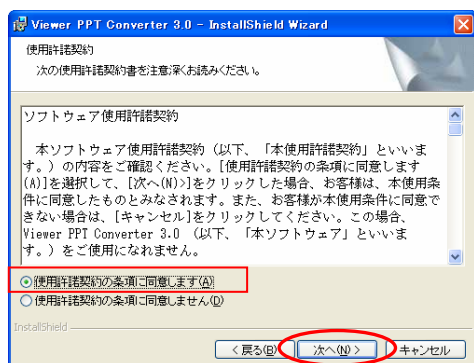 Viewer PPT Converter 3.0 - InstallShield Wizard
使用許諾契約
次の使用許諾契約書を注意深くお読みください。
ソフトウェア使用許諾契約
本ソフトウェア使用許諾契約（以下、「本使用許諾契約」といいま
す。）の内容をご確認ください。[使用許諾契約の条項に同意します
(A)]を選択して、[次へ(N)>]をクリックした場合、お客様は、本使用条
件に同意したものとみなされます。また、お客様が本使用条件に同意で
きない場合は、[キャンセル]をクリックしてください。この場合、
Viewer PPT Converter 3.0 （以下、「本ソフトウェア」といいま
す。）をご使用になれません。
使用許諾契約の条項に同意します(A)
使用許諾契約の条項に同意しません(D)
InstallShield
< 戻る(B) 次へ(N) > キャンセル